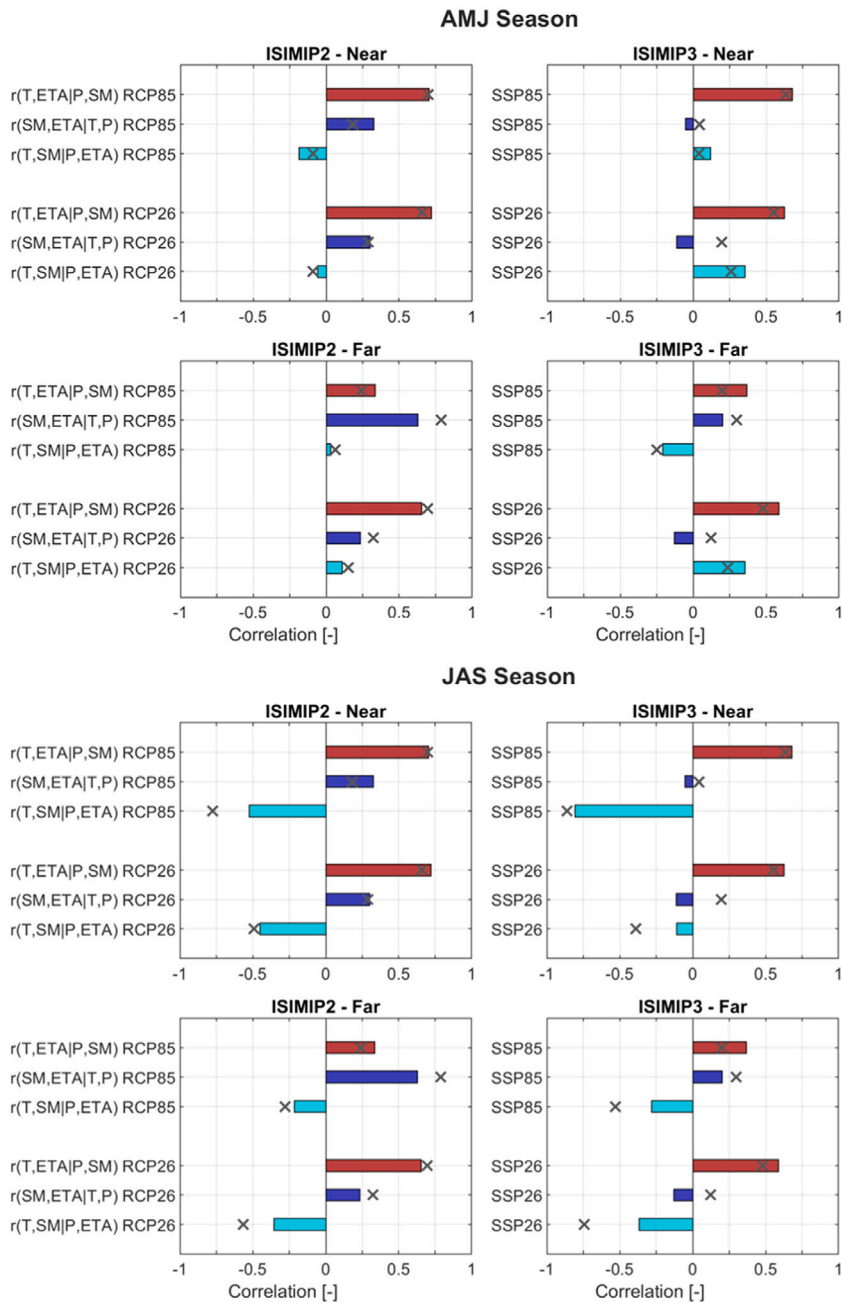 AMJ Season
ISIMIP2 - Near
r(T,ETA|P,SM) RCP85
r(SM,ETA|T,P) RCP85
r(T,SM|P,ETA) RCP85
r(T,ETA|P,SM) RCP26
r(SM,ETA|T,P) RCP26
r(T,SM|P,ETA) RCP26
-1 -0.5 0 0.5 1
ISIMIP3 - Near
SSP85
SSP85
SSP85
SSP26
SSP26
SSP26
-1 -0.5 0 0.5 1
ISIMIP2 - Far
r(T,ETA|P,SM) RCP85
r(SM,ETA|T,P) RCP85
r(T,SM|P,ETA) RCP85
r(T,ETA|P,SM) RCP26
r(SM,ETA|T,P) RCP26
r(T,SM|P,ETA) RCP26
-1 -0.5 0 0.5 1
Correlation [-]
ISIMIP3 - Far
SSP85
SSP85
SSP85
SSP26
SSP26
SSP26
-1 -0.5 0 0.5 1
Correlation [-]
JAS Season
ISIMIP2 - Near
r(T,ETA|P,SM) RCP85
r(SM,ETA|T,P) RCP85
r(T,SM|P,ETA) RCP85
r(T,ETA|P,SM) RCP26
r(SM,ETA|T,P) RCP26
r(T,SM|P,ETA) RCP26
-1 -0.5 0 0.5 1
ISIMIP3 - Near
SSP85
SSP85
SSP85
SSP26
SSP26
SSP26
-1 -0.5 0 0.5 1
ISIMIP2 - Far
r(T,ETA|P,SM) RCP85
r(SM,ETA|T,P) RCP85
r(T,SM|P,ETA) RCP85
r(T,ETA|P,SM) RCP26
r(SM,ETA|T,P) RCP26
r(T,SM|P,ETA) RCP26
-1 -0.5 0 0.5 1
Correlation [-]
ISIMIP3 - Far
SSP85
SSP85
SSP85
SSP26
SSP26
SSP26
-1 -0.5 0 0.5 1
Correlation [-]